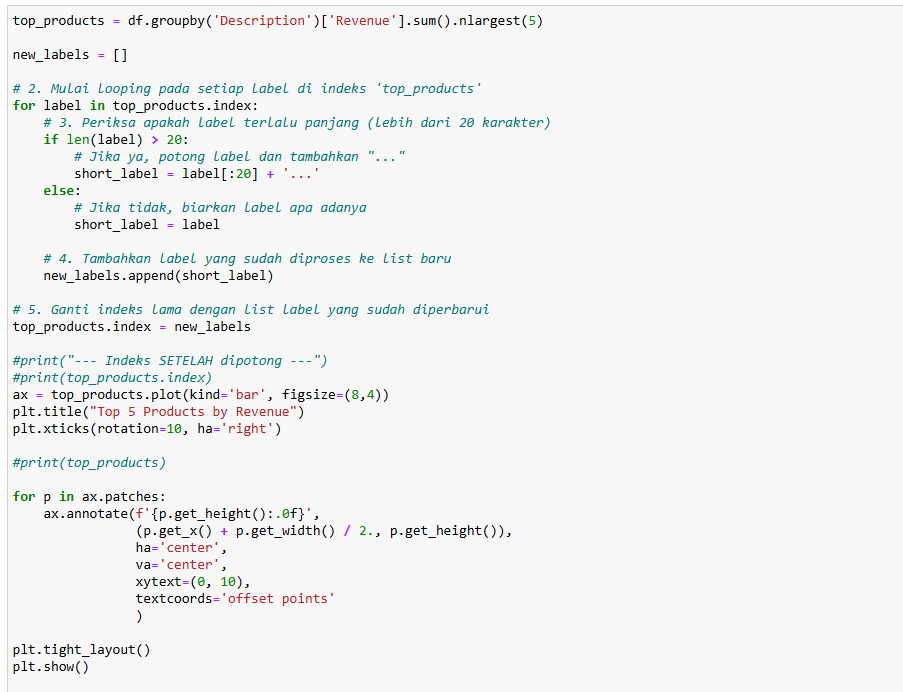 top_products = df.groupby('Description')['Revenue'].sum().nlargest(5)

new_labels = []

# 2. Mulai Looping pada setiap label di indeks 'top_products'
for label in top_products.index:
    # 3. Periksa apakah label terlalu panjang (lebih dari 20 karakter)
    if len(label) > 20:
        # Jika ya, potong label dan tambahkan "..."
        short_label = label[:20] + '...'
    else:
        # Jika tidak, biarkan label apa adanya
        short_label = label

    # 4. Tambahkan label yang sudah diproses ke list baru
    new_labels.append(short_label)

# 5. Ganti indeks lama dengan list label yang sudah diperbarui
top_products.index = new_labels

#print("--- Indeks SETELAH dipotong ---")
#print(top_products.index)
ax = top_products.plot(kind='bar', figsize=(8,4))
plt.title("Top 5 Products by Revenue")
plt.xticks(rotation=10, ha='right')

#print(top_products)

for p in ax.patches:
    ax.annotate(f'{p.get_height():.0f}',
                (p.get_x() + p.get_width() / 2., p.get_height()),
                ha='center',
                va='center',
                xytext=(0, 10),
                textcoords='offset points'
                )

plt.tight_layout()
plt.show()